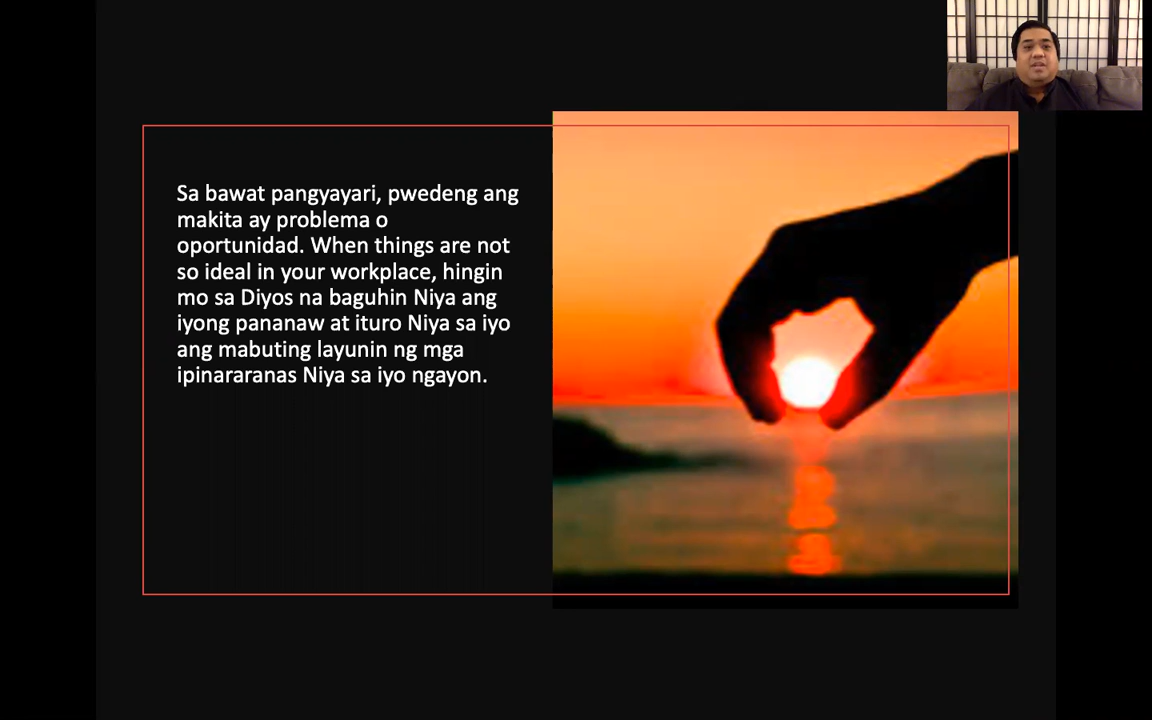 Sa bawat pangyayari, pwedeng ang
makita ay problema o
oportunidad. When things are not
so ideal in your workplace, hingin
mo sa Diyos na baguhin Niya ang
iyong pananaw at ituro Niya sa iyo
ang mabuting layunin ng mga
ipinararanas Niya sa iyo ngayon.